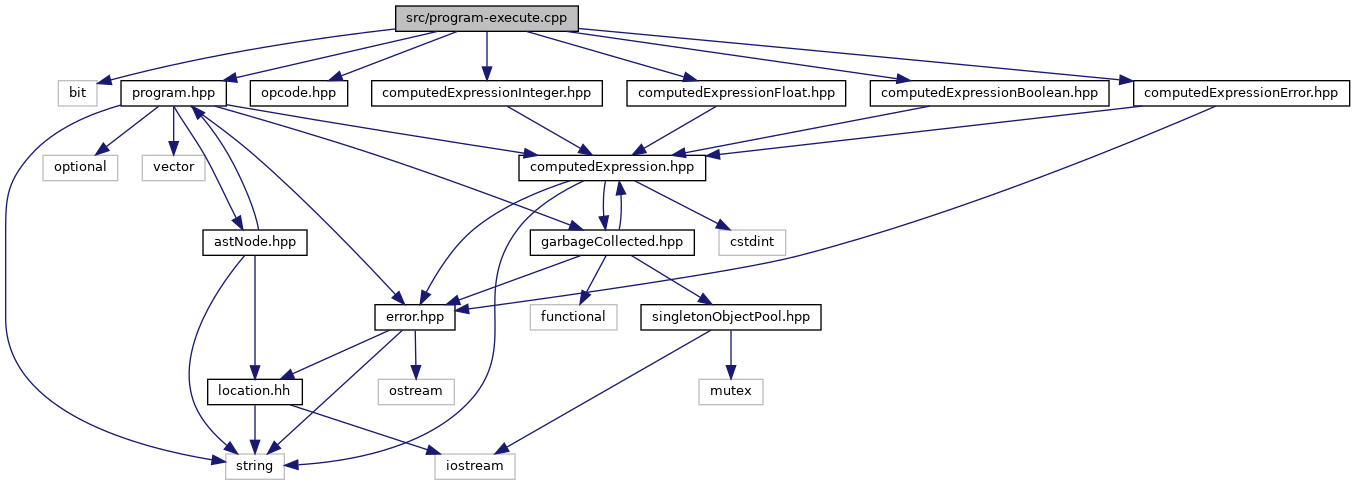 src/program-execute.cpp
bit
program.hpp
opcode.hpp
computedExpressionInteger.hpp
computedExpressionFloat.hpp
computedExpressionBoolean.hpp
computedExpressionError.hpp
optional
vector
computedExpression.hpp
astNode.hpp
garbageCollected.hpp
cstdint
error.hpp
functional
singletonObjectPool.hpp
location.hh
ostream
mutex
string
iostream